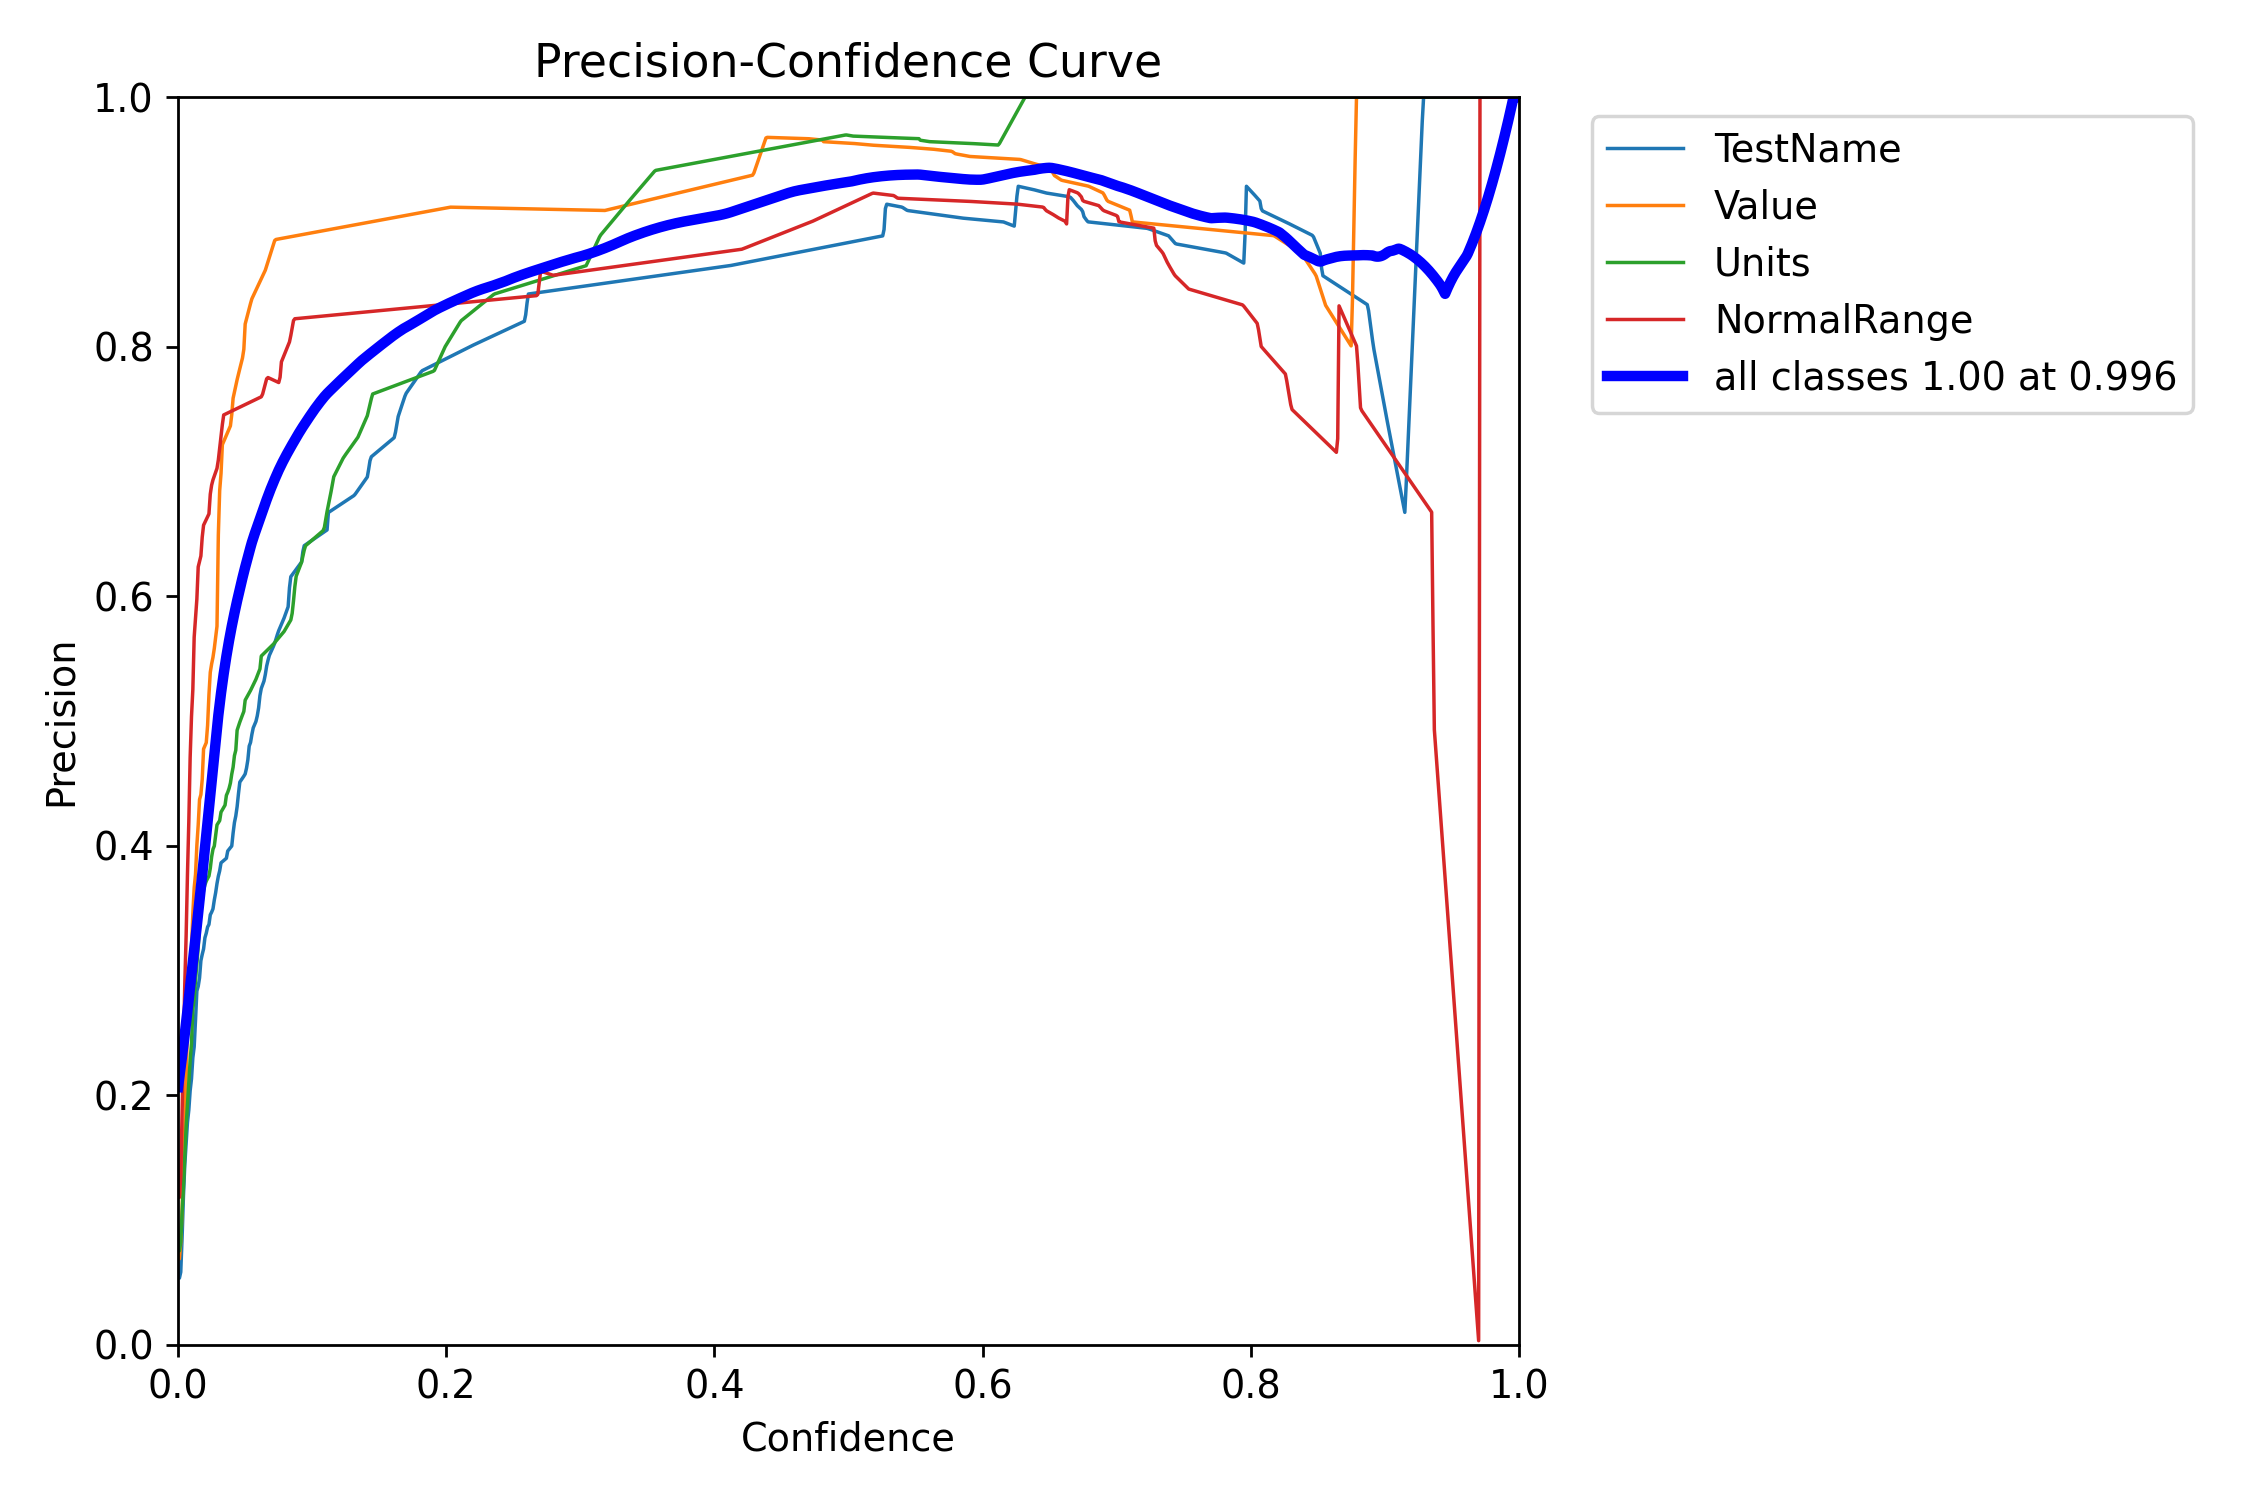 Precision-Confidence Curve
TestName
Value
Units
NormalRange
all classes 1.00 at 0.996
Precision
1.0
0.8
0.6
0.4
0.2
0.0
0.0 0.2 0.4 0.6 0.8 1.0
Confidence